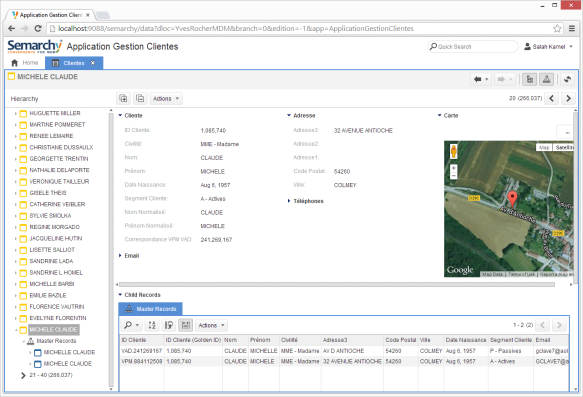 Application Gestion Clientes
localhost:9088/semarchy/data?dloc=YvesRocherMDM&branch=0&edition=-1&app=ApplicationGestionClientes
Semarchy
Application Gestion Clientes
Quick Search
Salah Kamel
Home
Clientes
MICHELE CLAUDE
Hierarchy
Actions
20 (266,037)
HUGUETTE MILLER
MARTINE POMMERET
RENEE LEMAIRE
CHRISTIANE DUSSAULX
GEORGETTE TRENTIN
NATHALIE DELAPORTE
VERONIQUE TAILLEUR
GISELE THEIS
CATHERINE VEIBLER
SYLVIE SMOLKA
REGINE MORGADO
JACQUELINE HUTIN
LISETTE SALLIOT
SANDRINE LADA
SANDRINE L HOMEL
MICHELLE BARBI
EMILIE BAZILE
FLORENCE VAUTRIN
EVELYNE FLORENTIN
MICHELE CLAUDE
Master Records
MICHELLE CLAUDE
MICHELE CLAUDE
21 - 40 (266,037)
Cliente
ID Cliente: 1,085,740
Civilité: MME - Madame
Nom: CLAUDE
Prénom: MICHELE
Date Naissance: Aug 6, 1957
Segment Cliente: A - Actives
Nom Normalisé: CLAUDE
Prénom Normalisé: MICHELE
Correspondance VPM VAD: 241,269,167
Email
Adresse
Adresse3: 32 AVENUE ANTIOCHE
Adresse2:
Adresse1:
Code Postal: 54260
Ville: COLMEY
Téléphones
Carte
Map Satellite
Google
Map Data Terms of Use Report a map
Child Records
Master Records
Actions
1 - 2 (2)
ID Cliente ID Cliente (Golden ID) Nom Prénom Civilité Adresse3 Code Postal Ville Date Naissance Segment Cliente Email
VAD.241269167 1,085,740 CLAUDE MICHELLE MME - Madame AV D ANTIOCHE 54260 COLMEY Aug 6, 1957 P - Passives
VPM.884112508 1,085,740 CLAUDE MICHELE MME - Madame 32 AVENUE ANTIOCHE 54260 COLMEY Aug 6, 1957 A - Actives